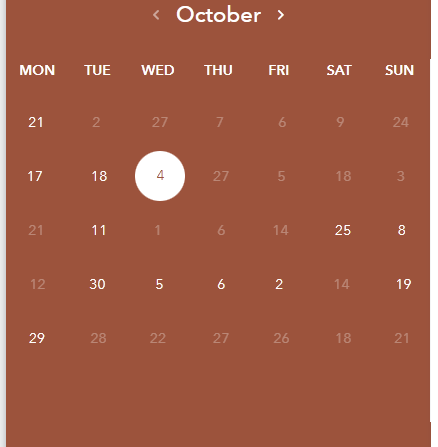 ‹ October ›
MON TUE WED THU FRI SAT SUN
21 2 27 7 6 9 24
17 18 4 27 5 18 3
21 11 1 6 14 25 8
12 30 5 6 2 14 19
29 28 22 27 26 18 21